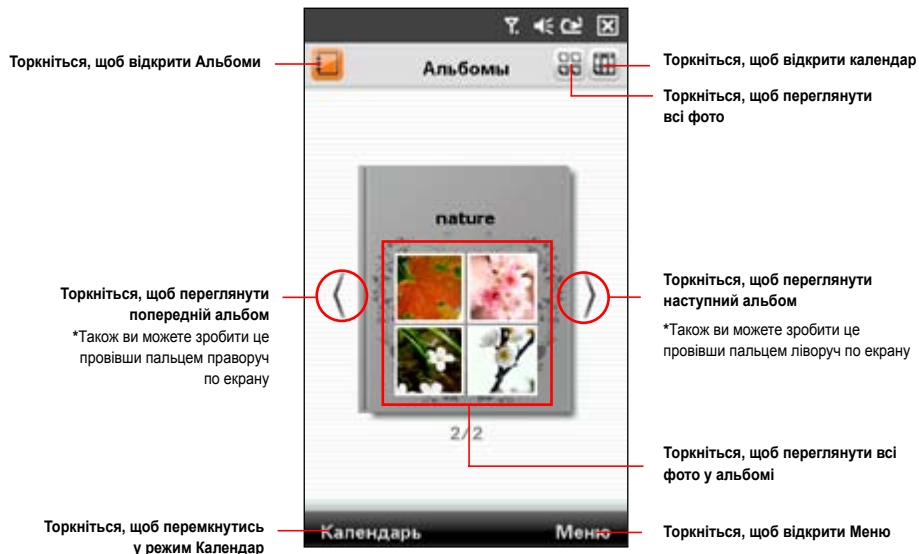 Торкніться, щоб відкрити Альбоми
Альбомы
Торкніться, щоб відкрити календар
Торкніться, щоб переглянути
всі фото
nature
Торкніться, щоб переглянути
попередній альбом
*Також ви можете зробити це
провівши пальцем праворуч
по екрану
Торкніться, щоб переглянути
наступний альбом
*Також ви можете зробити це
провівши пальцем ліворуч по екрану
2/2
Торкніться, щоб переглянути всі
фото у альбомі
Торкніться, щоб перемкнутись
у режим Календар
Календарь
Меню
Торкніться, щоб відкрити Меню